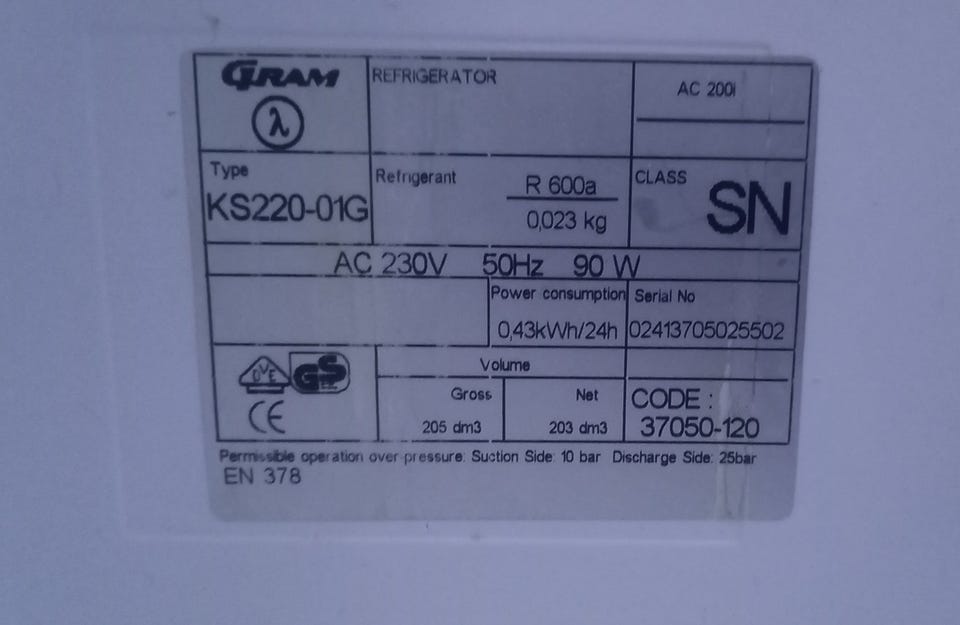 GRAM
λ
REFRIGERATOR
AC 200i
Type
KS220-01G
Refrigerant
R 600a
0,023 kg
CLASS
SN
AC 230V 50Hz 90 W
Power consumption
0,43kWh/24h
Serial No
02413705025502
OVE
GS
CE
Volume
Gross
205 dm3
Net
203 dm3
CODE :
37050-120
Permissible operation over pressure: Suction Side: 10 bar Discharge Side: 25bar
EN 378